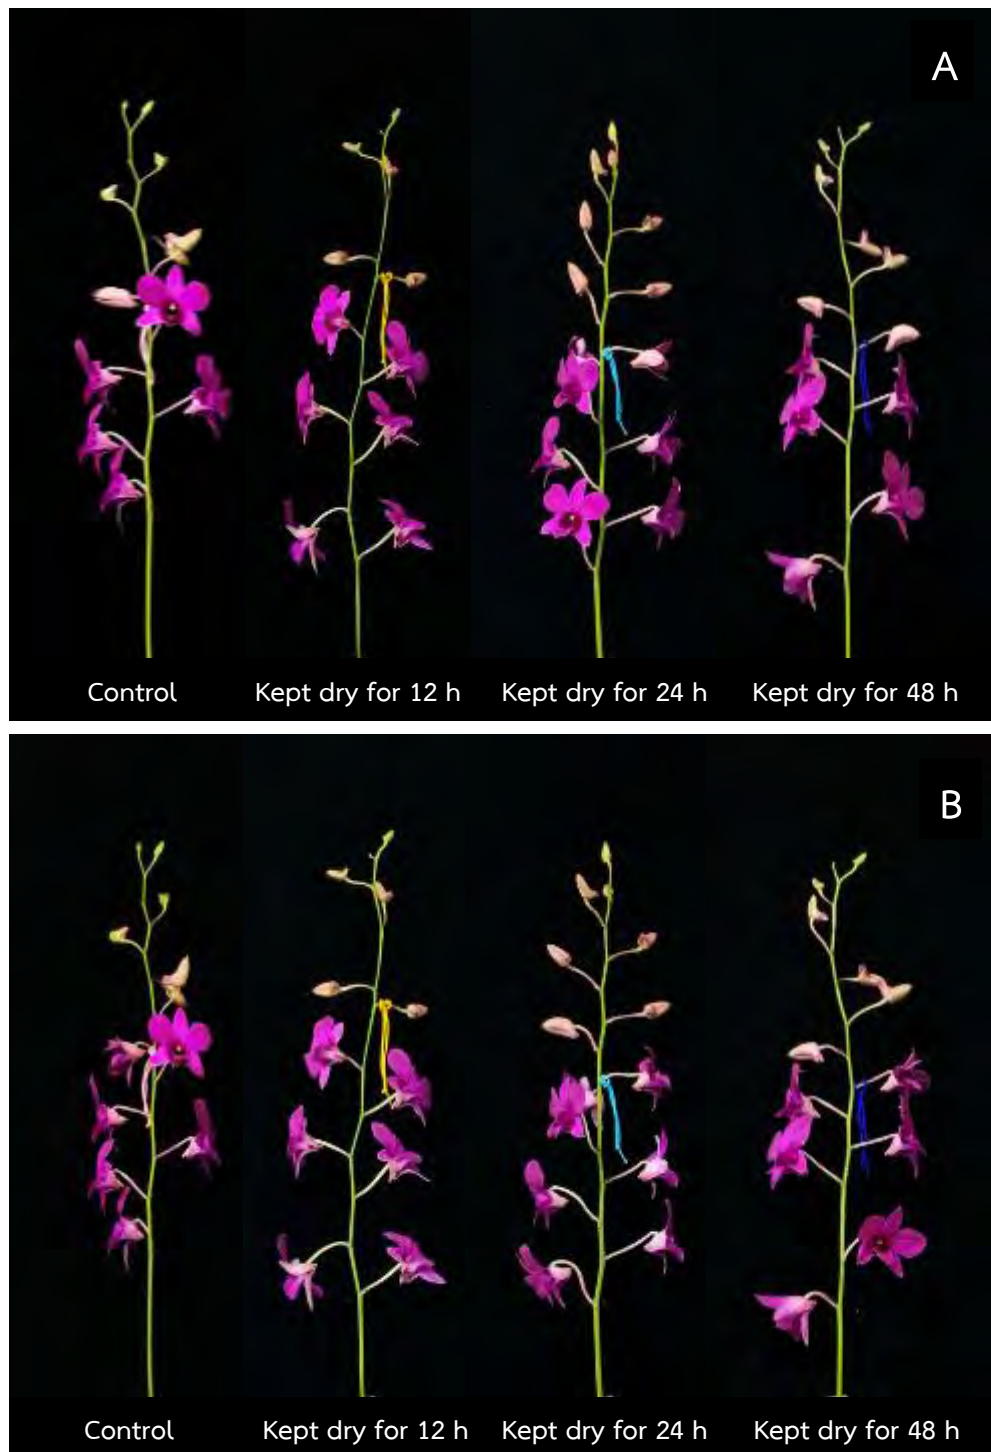 A
Control
Kept dry for 12 h
Kept dry for 24 h
Kept dry for 48 h
B
Control
Kept dry for 12 h
Kept dry for 24 h
Kept dry for 48 h